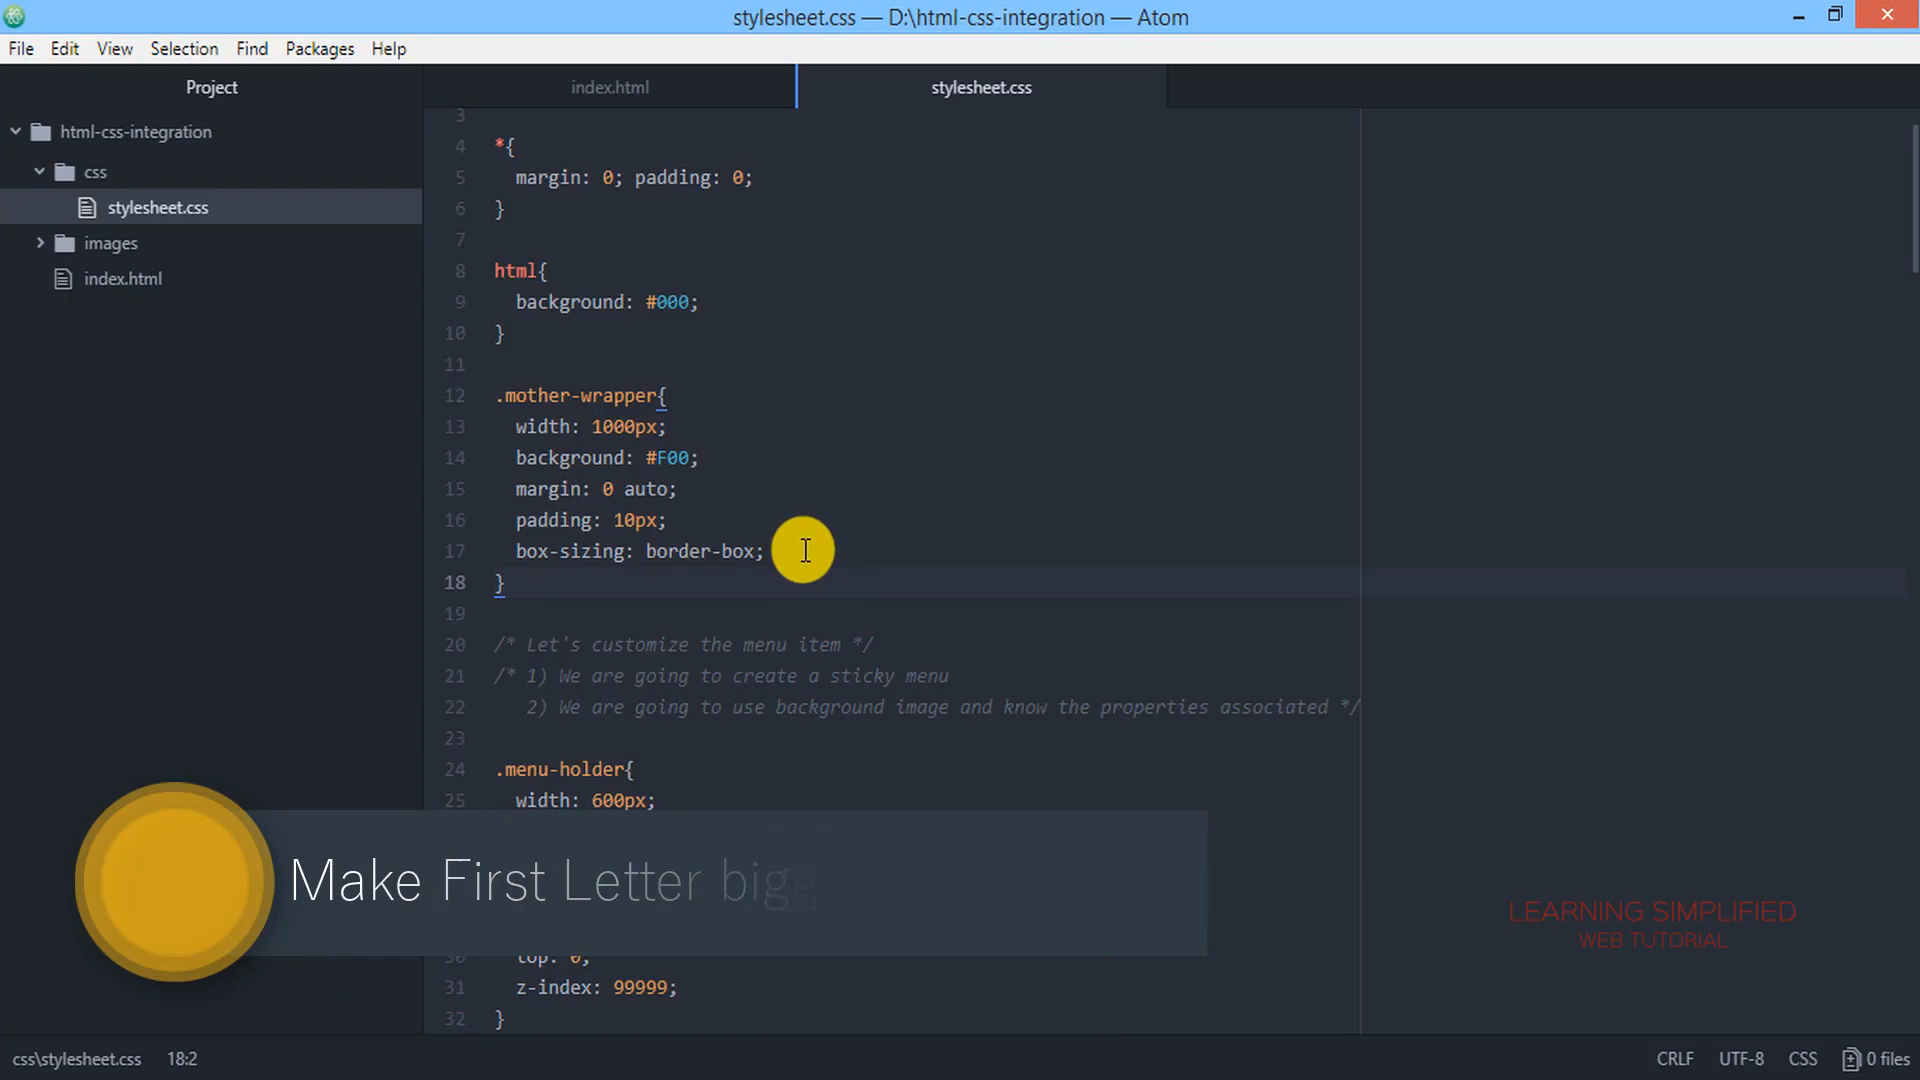 stylesheet.css — D:\html-css-integration — Atom
File Edit View Selection Find Packages Help
Project
index.html
stylesheet.css
html-css-integration
css
stylesheet.css
images
index.html
3
4 *{
5 margin: 0; padding: 0;
6 }
7
8 html{
9 background: #000;
10 }
11
12 .mother-wrapper{
13 width: 1000px;
14 background: #F00;
15 margin: 0 auto;
16 padding: 10px;
17 box-sizing: border-box;
18 }
19
20 /* Let's customize the menu item */
21 /* 1) We are going to create a sticky menu
22 2) We are going to use background image and know the properties associated */
23
24 .menu-holder{
25 width: 600px;
Make First Letter
30 top: 0;
31 z-index: 99999;
32 }
LEARNING SIMPLIFIED
WEB TUTORIAL
css\stylesheet.css 18:2
CRLF UTF-8 CSS 0 files